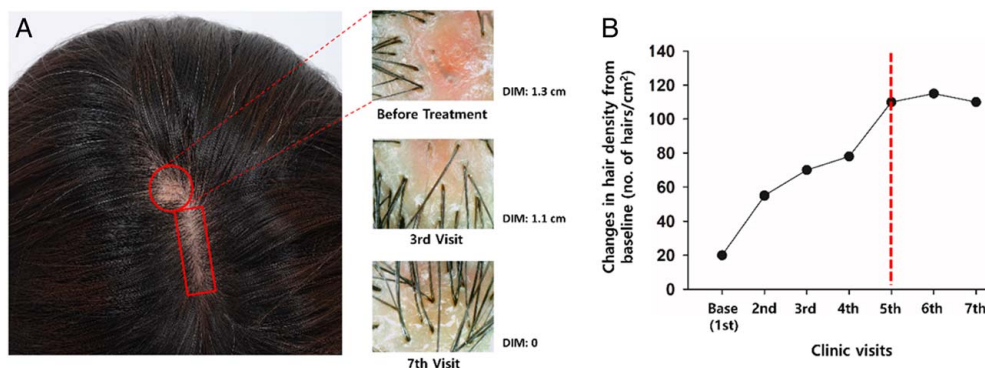 A
DIM: 1.3 cm
Before Treatment
DIM: 1.1 cm
3rd Visit
DIM: 0
7th Visit
B
Changes in hair density from
baseline (no. of hairs/cm²)
140
120
100
80
60
40
20
0
Base
(1st)
2nd
3rd
4th
5th
6th
7th
Clinic visits